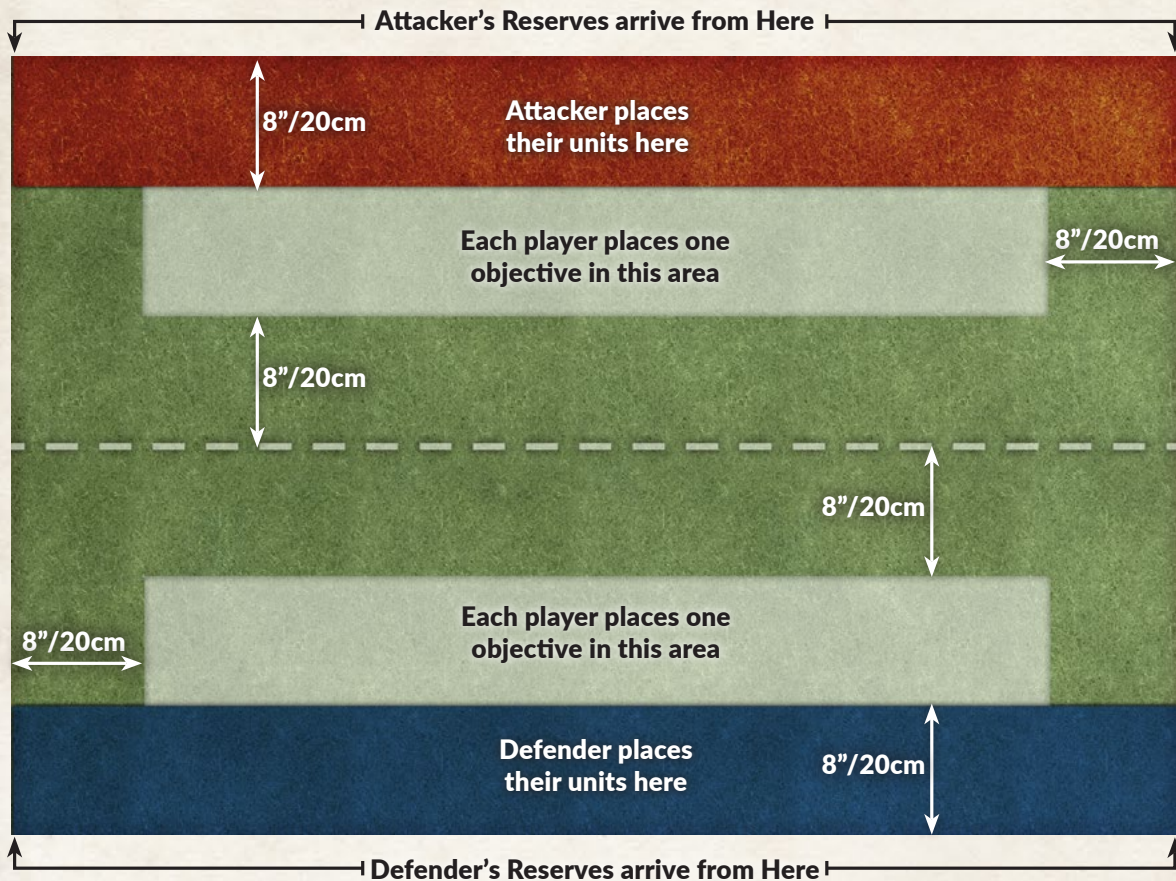 Attacker’s Reserves arrive from Here
8”/20cm
Attacker places
their units here
Each player places one
objective in this area
8”/20cm
8”/20cm
8”/20cm
Each player places one
objective in this area
8”/20cm
Defender places
their units here
8”/20cm
Defender’s Reserves arrive from Here